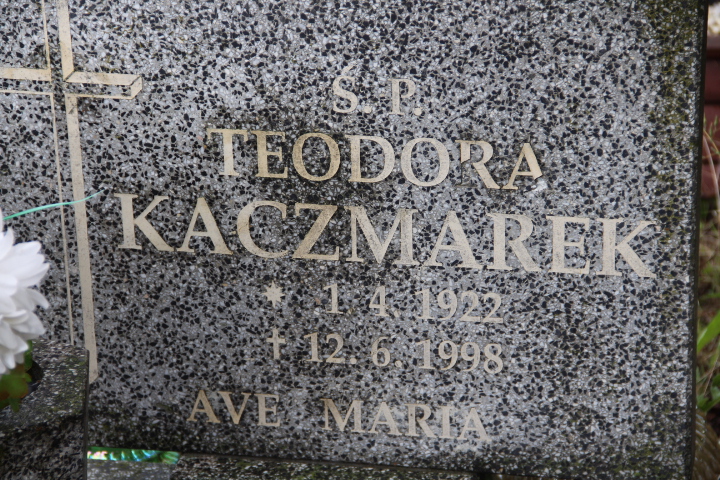 Ś. P.
TEODORA
KACZMAREK
* 1. 4. 1922
† 12. 6. 1998
AVE MARIA